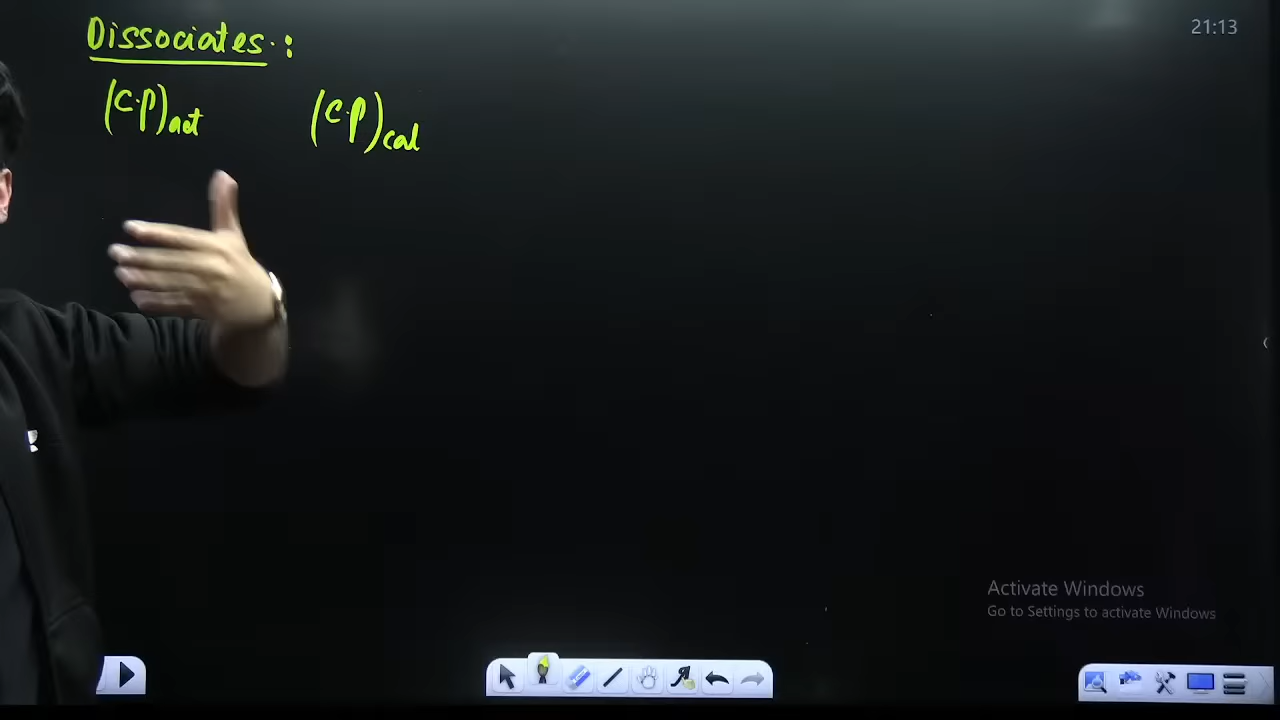 21:13
Dissociates :
(C.P)act (C.P)cal
Activate Windows
Go to Settings to activate Windows